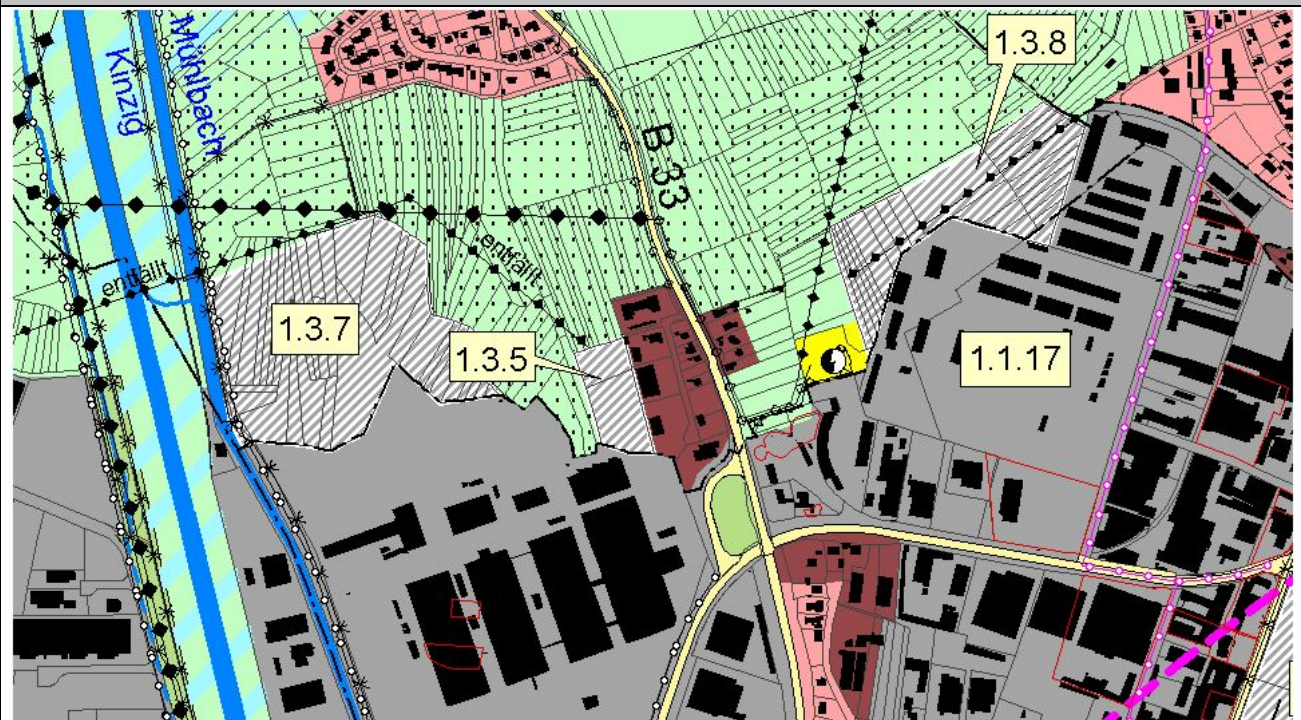 Mühlbach
Kinzig
1.3.8
B 33
entfällt
entfällt
1.3.7
1.3.5
1.1.17